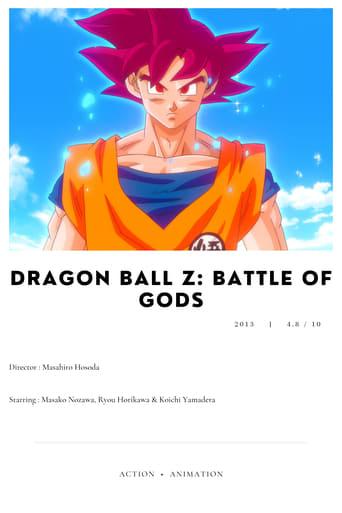 悟
DRAGON BALL Z: BATTLE OF
GODS
2013 | 4.8 / 10
Director : Masahiro Hosoda
Starring : Masako Nozawa, Ryou Horikawa & Koichi Yamadera
ACTION • ANIMATION